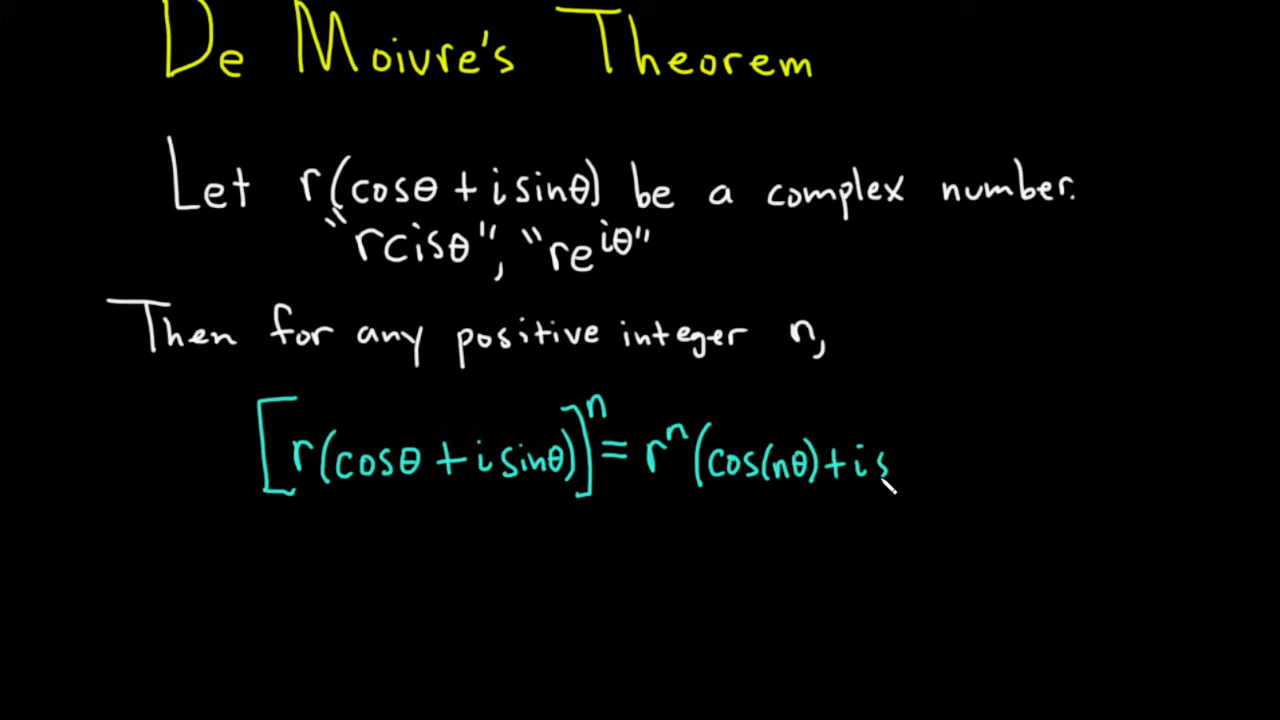 De Moivre's Theorem
Let r(cosθ + i sinθ) be a complex number.
"rcisθ", "re^{iθ}"
Then for any positive integer n,
[r(cosθ + i sinθ)]^n = r^n (cos(nθ) + i s